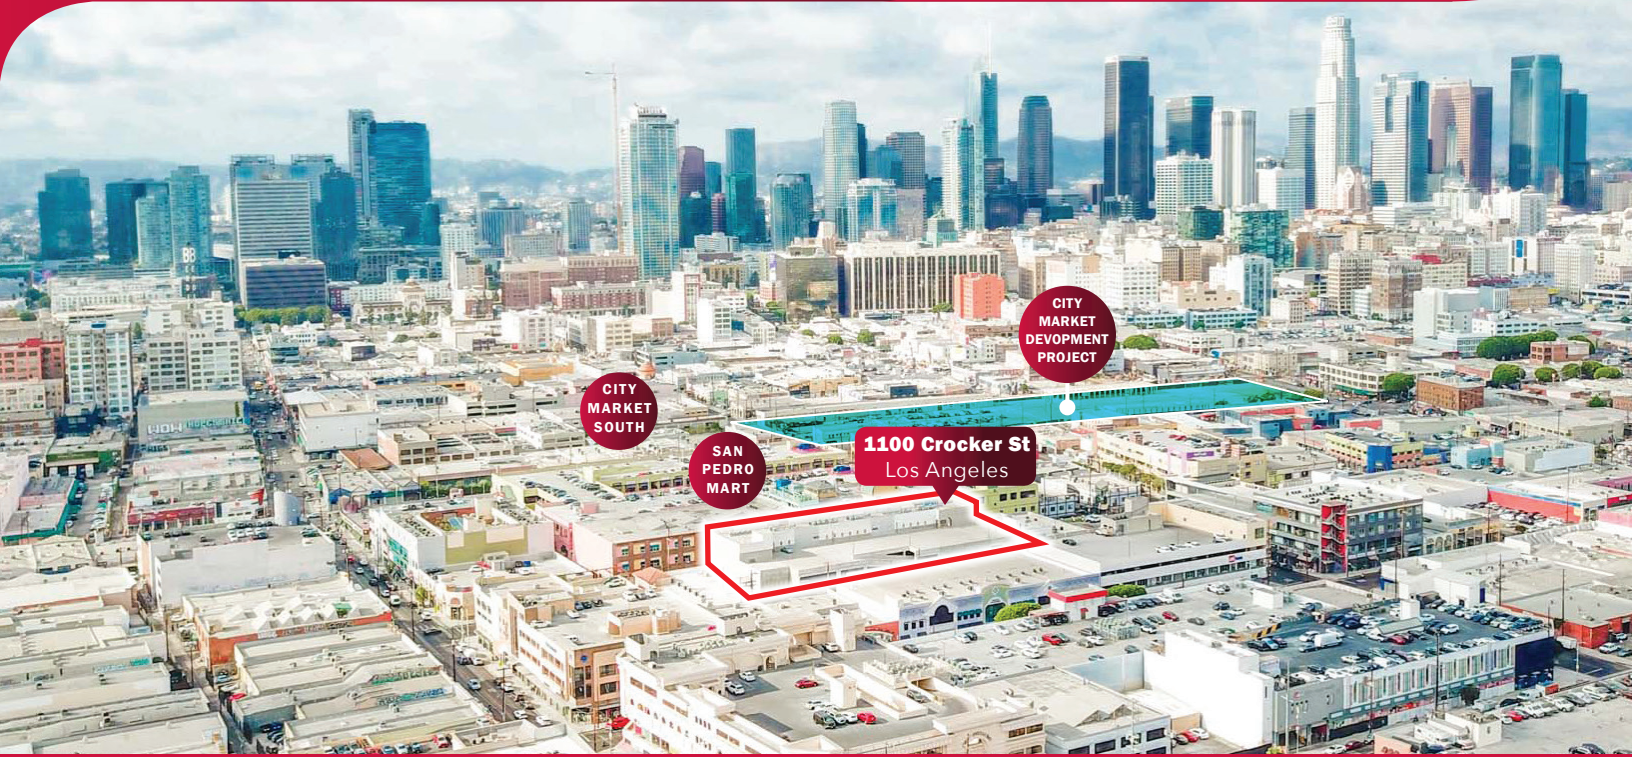 CITY
MARKET
DEVOPMENT
PROJECT
CITY
MARKET
SOUTH
SAN
PEDRO
MART
1100 Crocker St
Los Angeles